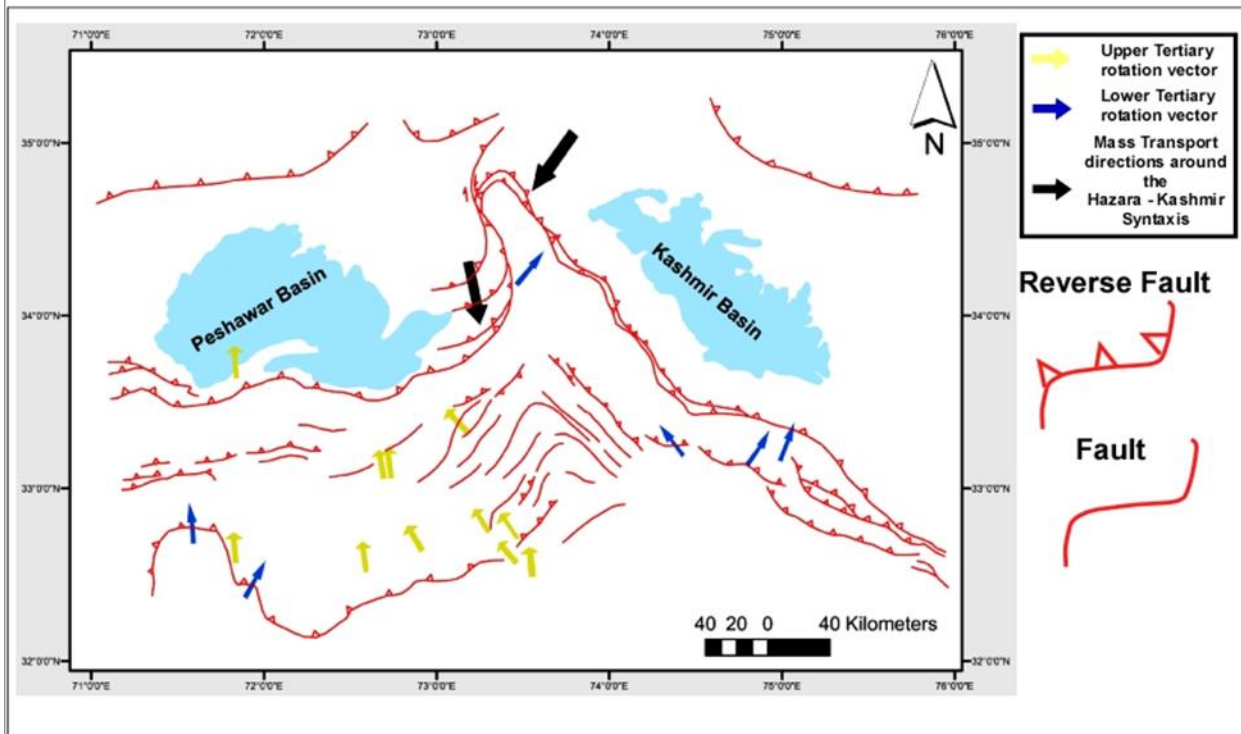 71°0'0"E
72°0'0"E
73°0'0"E
74°0'0"E
75°0'0"E
76°0'0"E
35°0'0"N
35°0'0"N
34°0'0"N
34°0'0"N
33°0'0"N
33°0'0"N
32°0'0"N
32°0'0"N
N
Peshawar Basin
Kashmir Basin
40 20 0 40 Kilometers
71°0'0"E
72°0'0"E
73°0'0"E
74°0'0"E
75°0'0"E
76°0'0"E
Upper Tertiary
rotation vector
Lower Tertiary
rotation vector
Mass Transport
directions around
the
Hazara - Kashmir
Syntaxis
Reverse Fault
Fault